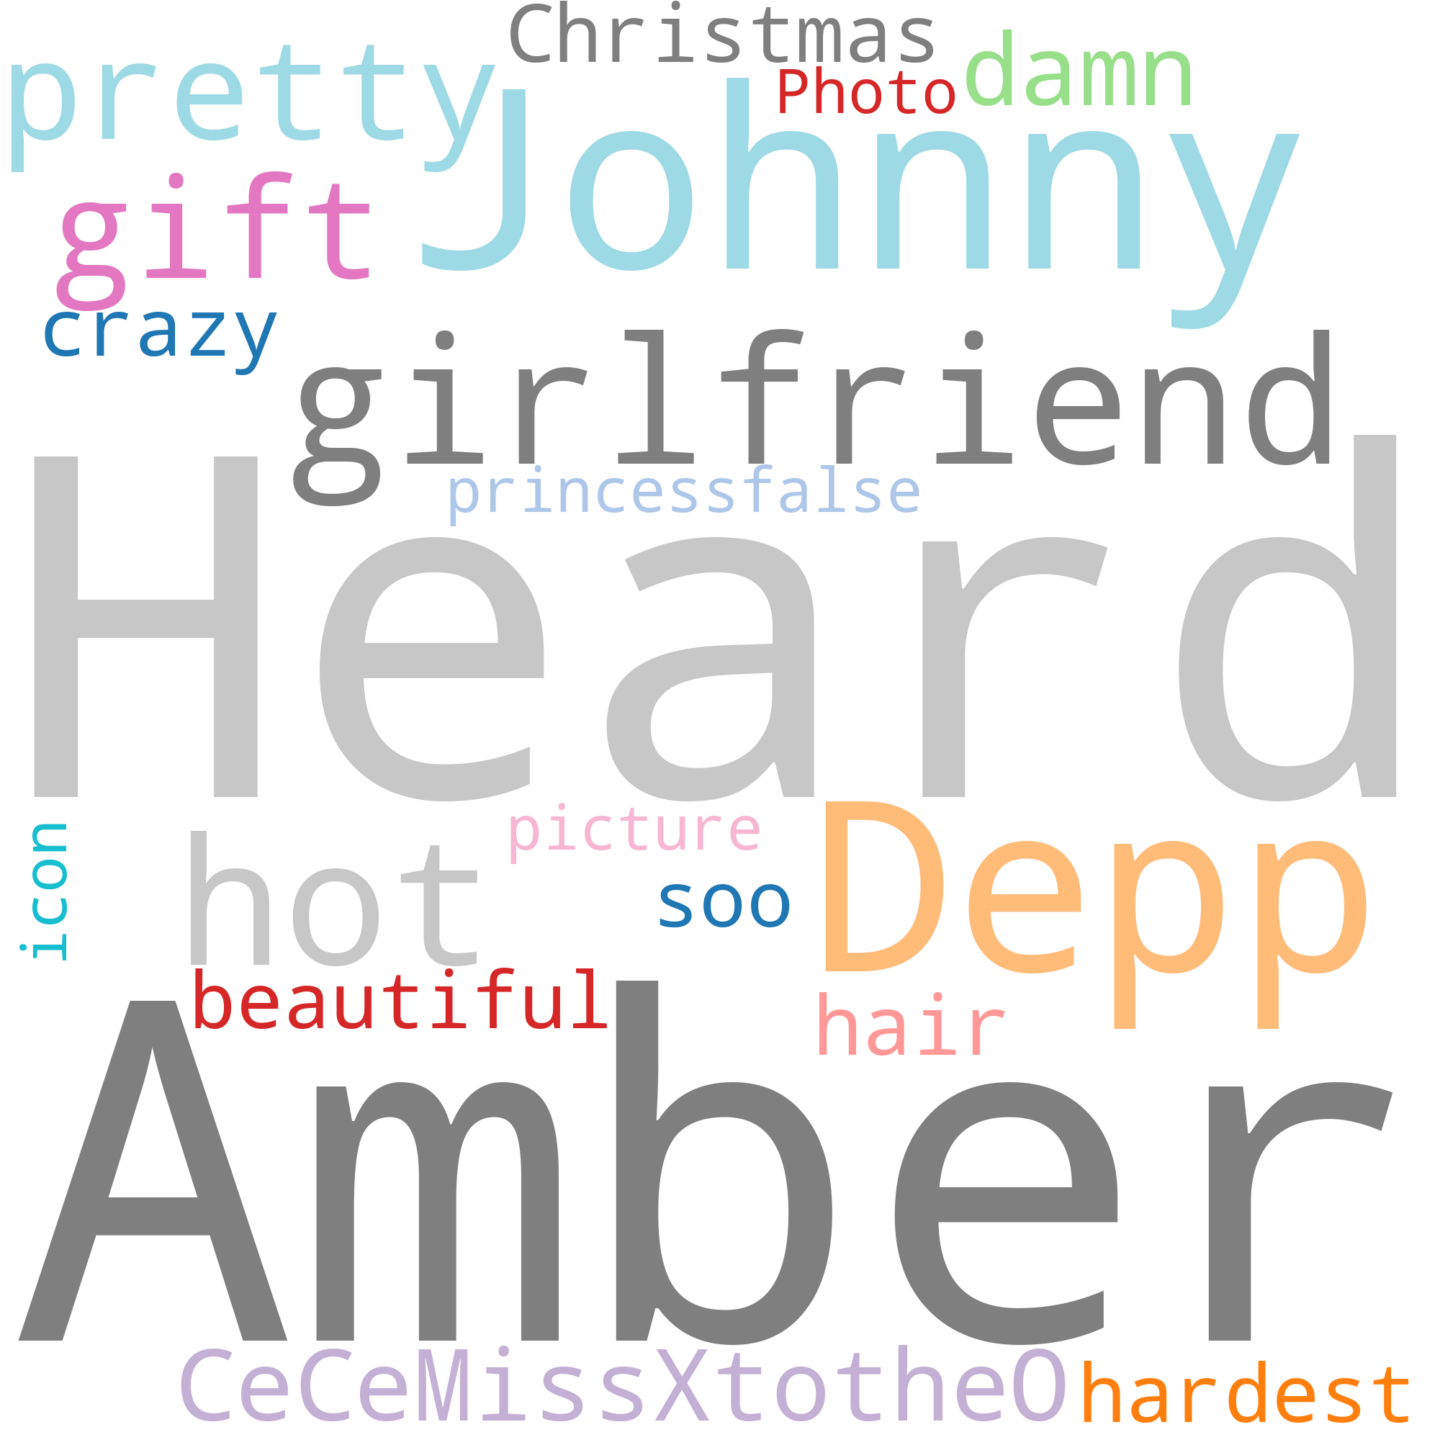 Christmas
pretty
Photo
damn
Johnny
gift
crazy
girlfriend
princessfalse
Heard
icon
picture
hot
soo
Depp
beautiful
hair
Amber
CeCeMissXtotheO
hardest